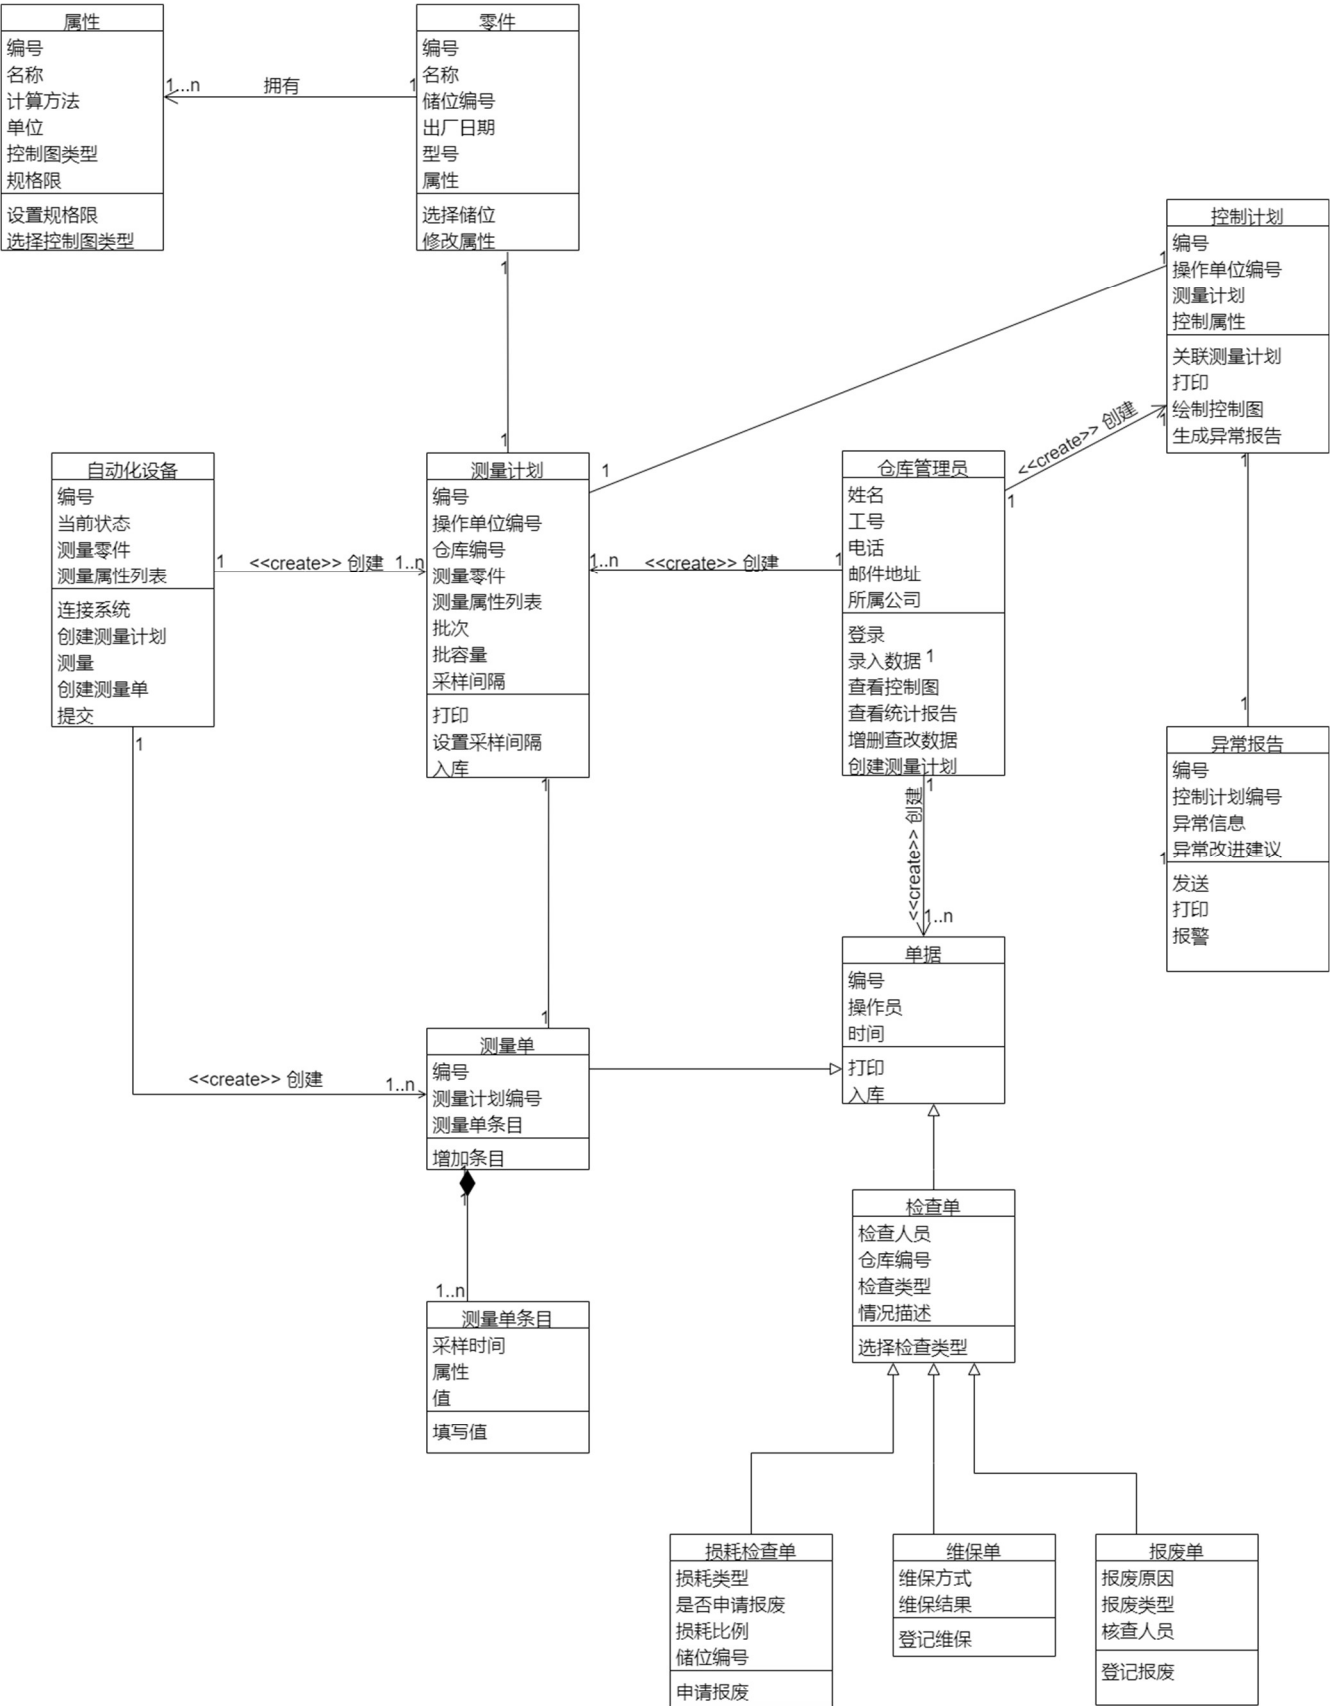 属性
编号
名称
计算方法
单位
控制图类型
规格限
设置规格限
选择控制图类型
1...n
拥有
1
零件
编号
名称
储位编号
出厂日期
型号
属性
选择储位
修改属性
1
1
控制计划
编号
操作单位编号
测量计划
控制属性
关联测量计划
打印
绘制控制图
生成异常报告
1
1
1
<<create>> 创建
1
1
1
自动化设备
编号
当前状态
测量零件
测量属性列表
连接系统
创建测量计划
测量
创建测量单
提交
1
<<create>> 创建
1..n
1
测量计划
编号
操作单位编号
仓库编号
测量零件
测量属性列表
批次
批容量
采样间隔
打印
设置采样间隔
入库
1..n
<<create>> 创建
1
1
1
仓库管理员
姓名
工号
电话
邮件地址
所属公司
登录
录入数据 1
查看控制图
查看统计报告
增删查改数据
创建测量计划
1
<<create>> 创建
1..n
异常报告
编号
控制计划编号
异常信息
异常改进建议
发送
打印
报警
1
单据
编号
操作员
时间
打印
入库
<<create>> 创建
1..n
测量单
编号
测量计划编号
测量单条目
增加条目
1
1
1..n
测量单条目
采样时间
属性
值
填写值
检查单
检查人员
仓库编号
检查类型
情况描述
选择检查类型
损耗检查单
损耗类型
是否申请报废
损耗比例
储位编号
申请报废
维保单
维保方式
维保结果
登记维保
报废单
报废原因
报废类型
核查人员
登记报废